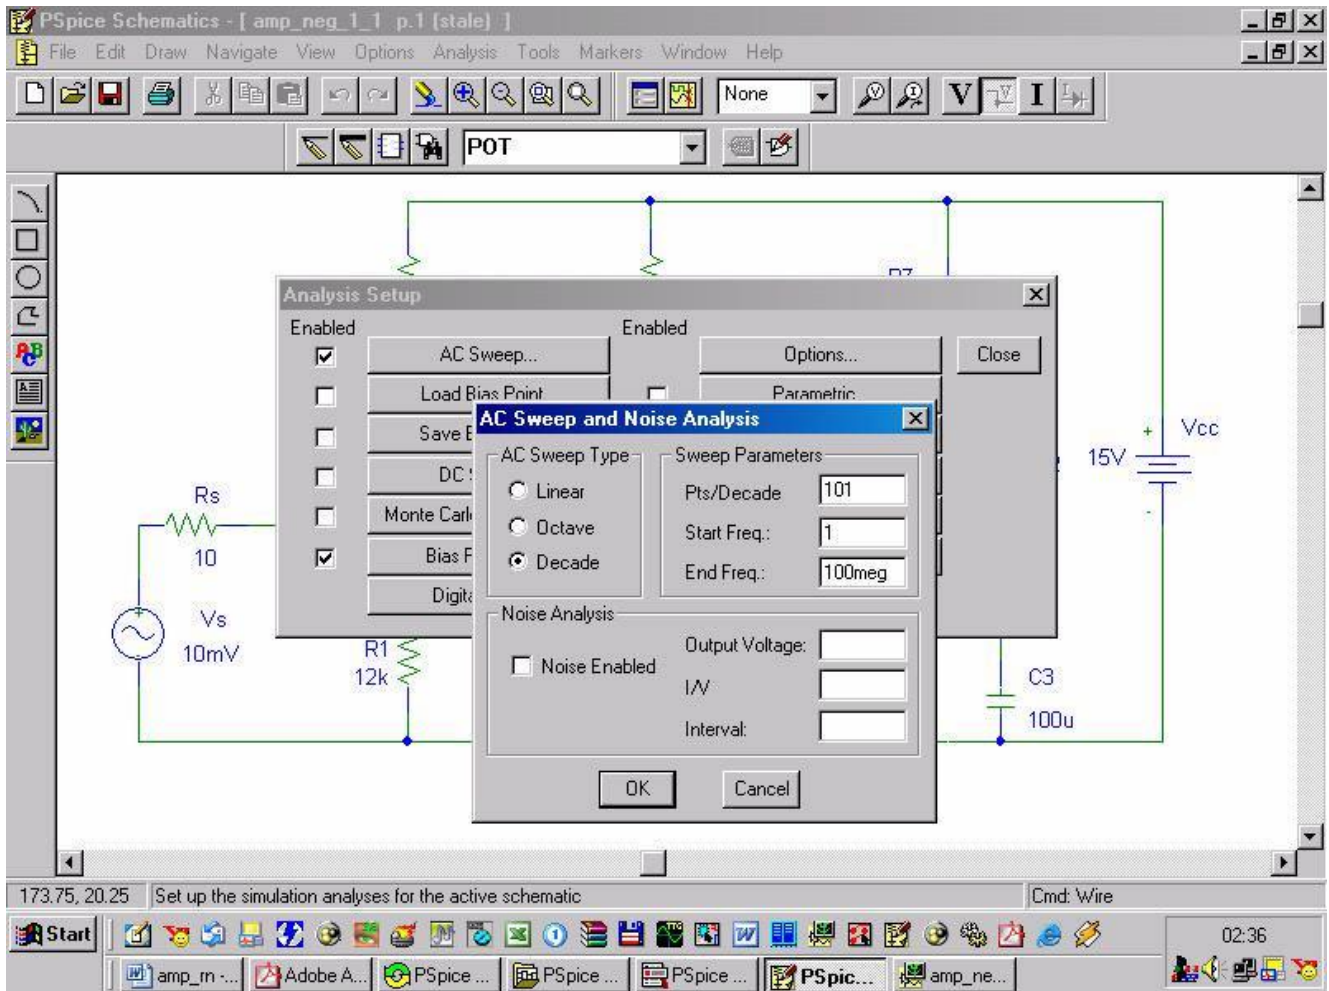 PSpice Schematics - [ amp_neg_1_1 p.1 (stale) ]
File Edit Draw Navigate View Options Analysis Tools Markers Window Help
None
V
I
POT
ABC
Analysis Setup
Enabled
Enabled
AC Sweep...
Options...
Close
Load Bias Point
Parametric
AC Sweep and Noise Analysis
Save
DC
Monte
Bias
AC Sweep Type
Linear
Octave
Decade
Sweep Parameters
Pts/Decade
101
Start Freq.:
1
End Freq.:
100meg
Noise Analysis
Noise Enabled
Output Voltage:
I/V
Interval:
OK
Cancel
Rs
10
Vs
10mV
R1
12k
Vcc
15V
+
-
C3
100u
173.75, 20.25
Set up the simulation analyses for the active schematic
Cmd: Wire
Start
02:36
amp_rn -...
Adobe A...
PSpice ...
PSpice ...
PSpice ...
PSpic...
amp_ne...